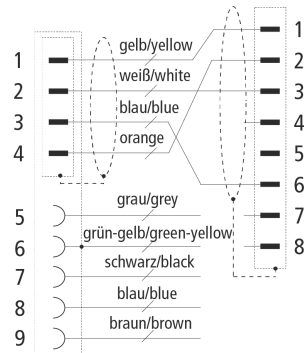 1
gelb/yellow
2
weiß/white
3
blau/blue
4
orange
5
grau/grey
6
grün-gelb/green-yellow
7
schwarz/black
8
blau/blue
9
braun/brown
1
2
3
4
5
6
7
8